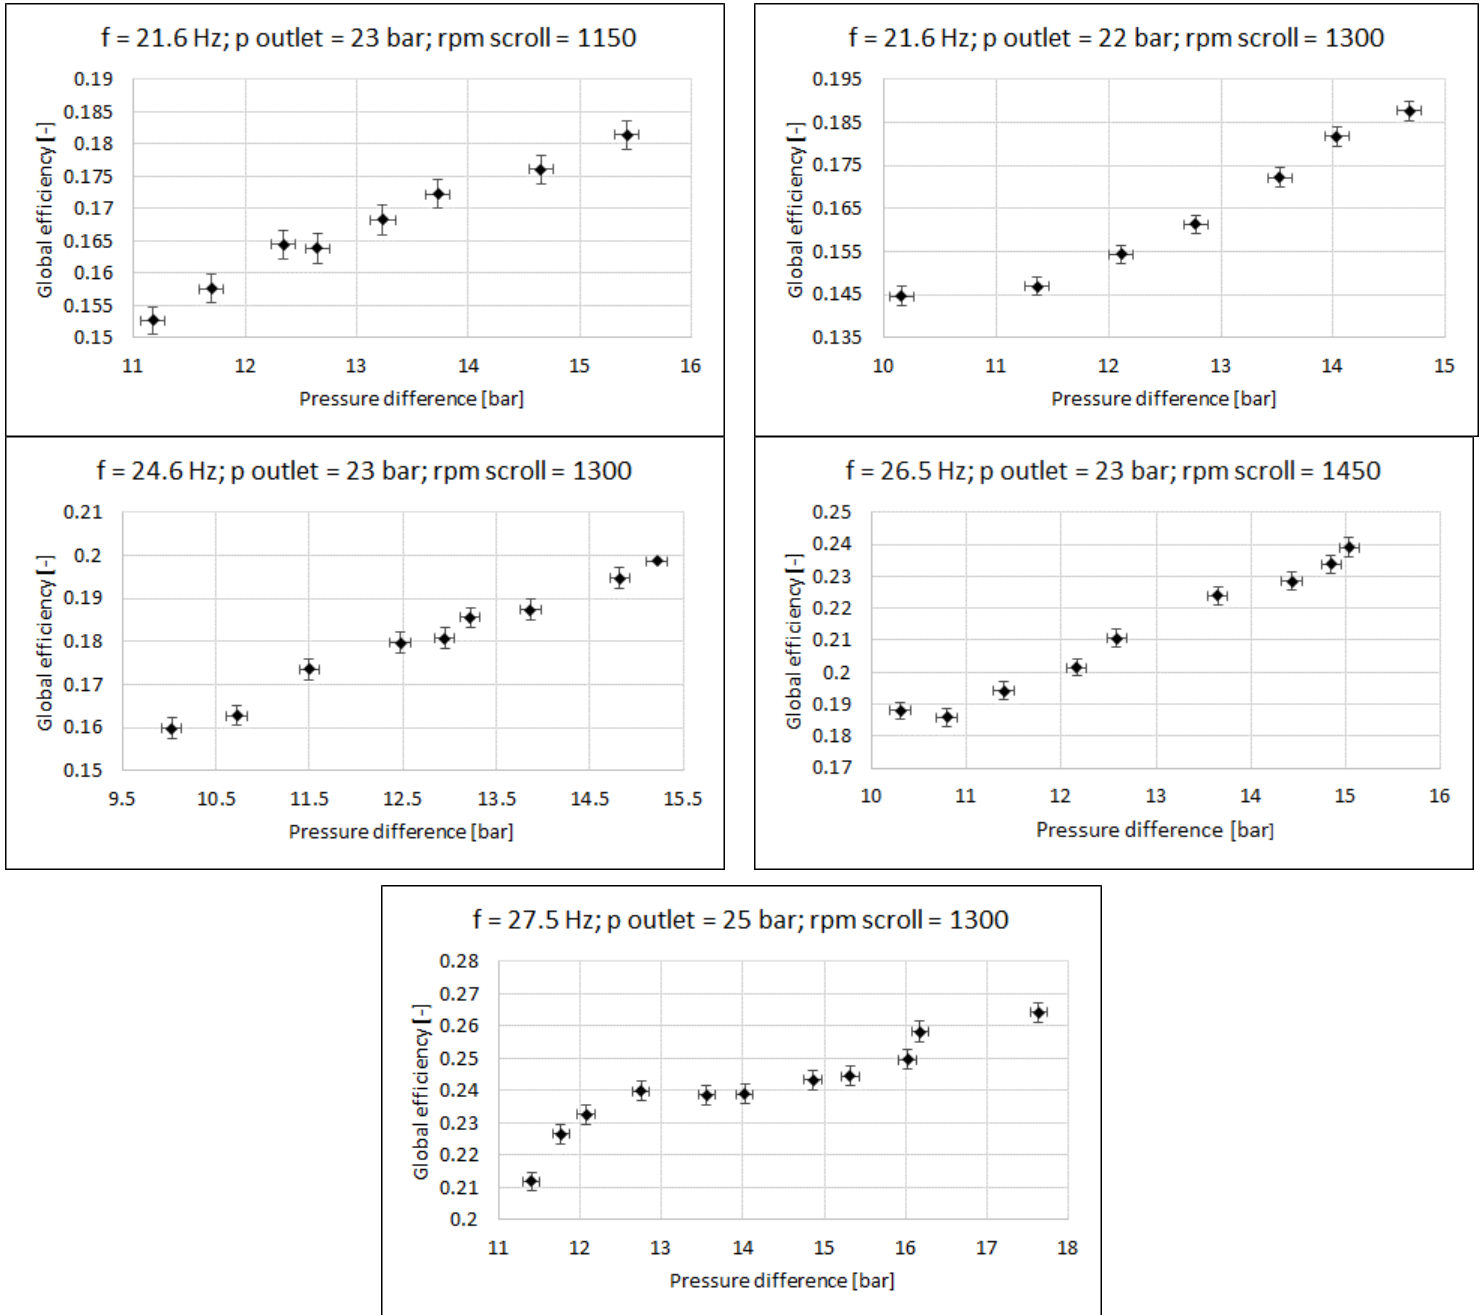 f = 21.6 Hz; p outlet = 23 bar; rpm scroll = 1150
Global efficiency [-]
0.19
0.185
0.18
0.175
0.17
0.165
0.16
0.155
0.15
11 12 13 14 15 16
Pressure difference [bar]
f = 21.6 Hz; p outlet = 22 bar; rpm scroll = 1300
Global efficiency [-]
0.195
0.185
0.175
0.165
0.155
0.145
0.135
10 11 12 13 14 15
Pressure difference [bar]
f = 24.6 Hz; p outlet = 23 bar; rpm scroll = 1300
Global efficiency [-]
0.21
0.2
0.19
0.18
0.17
0.16
0.15
9.5 10.5 11.5 12.5 13.5 14.5 15.5
Pressure difference [bar]
f = 26.5 Hz; p outlet = 23 bar; rpm scroll = 1450
Global efficiency [-]
0.25
0.24
0.23
0.22
0.21
0.2
0.19
0.18
0.17
10 11 12 13 14 15 16
Pressure difference [bar]
f = 27.5 Hz; p outlet = 25 bar; rpm scroll = 1300
Global efficiency [-]
0.28
0.27
0.26
0.25
0.24
0.23
0.22
0.21
0.2
11 12 13 14 15 16 17 18
Pressure difference [bar]